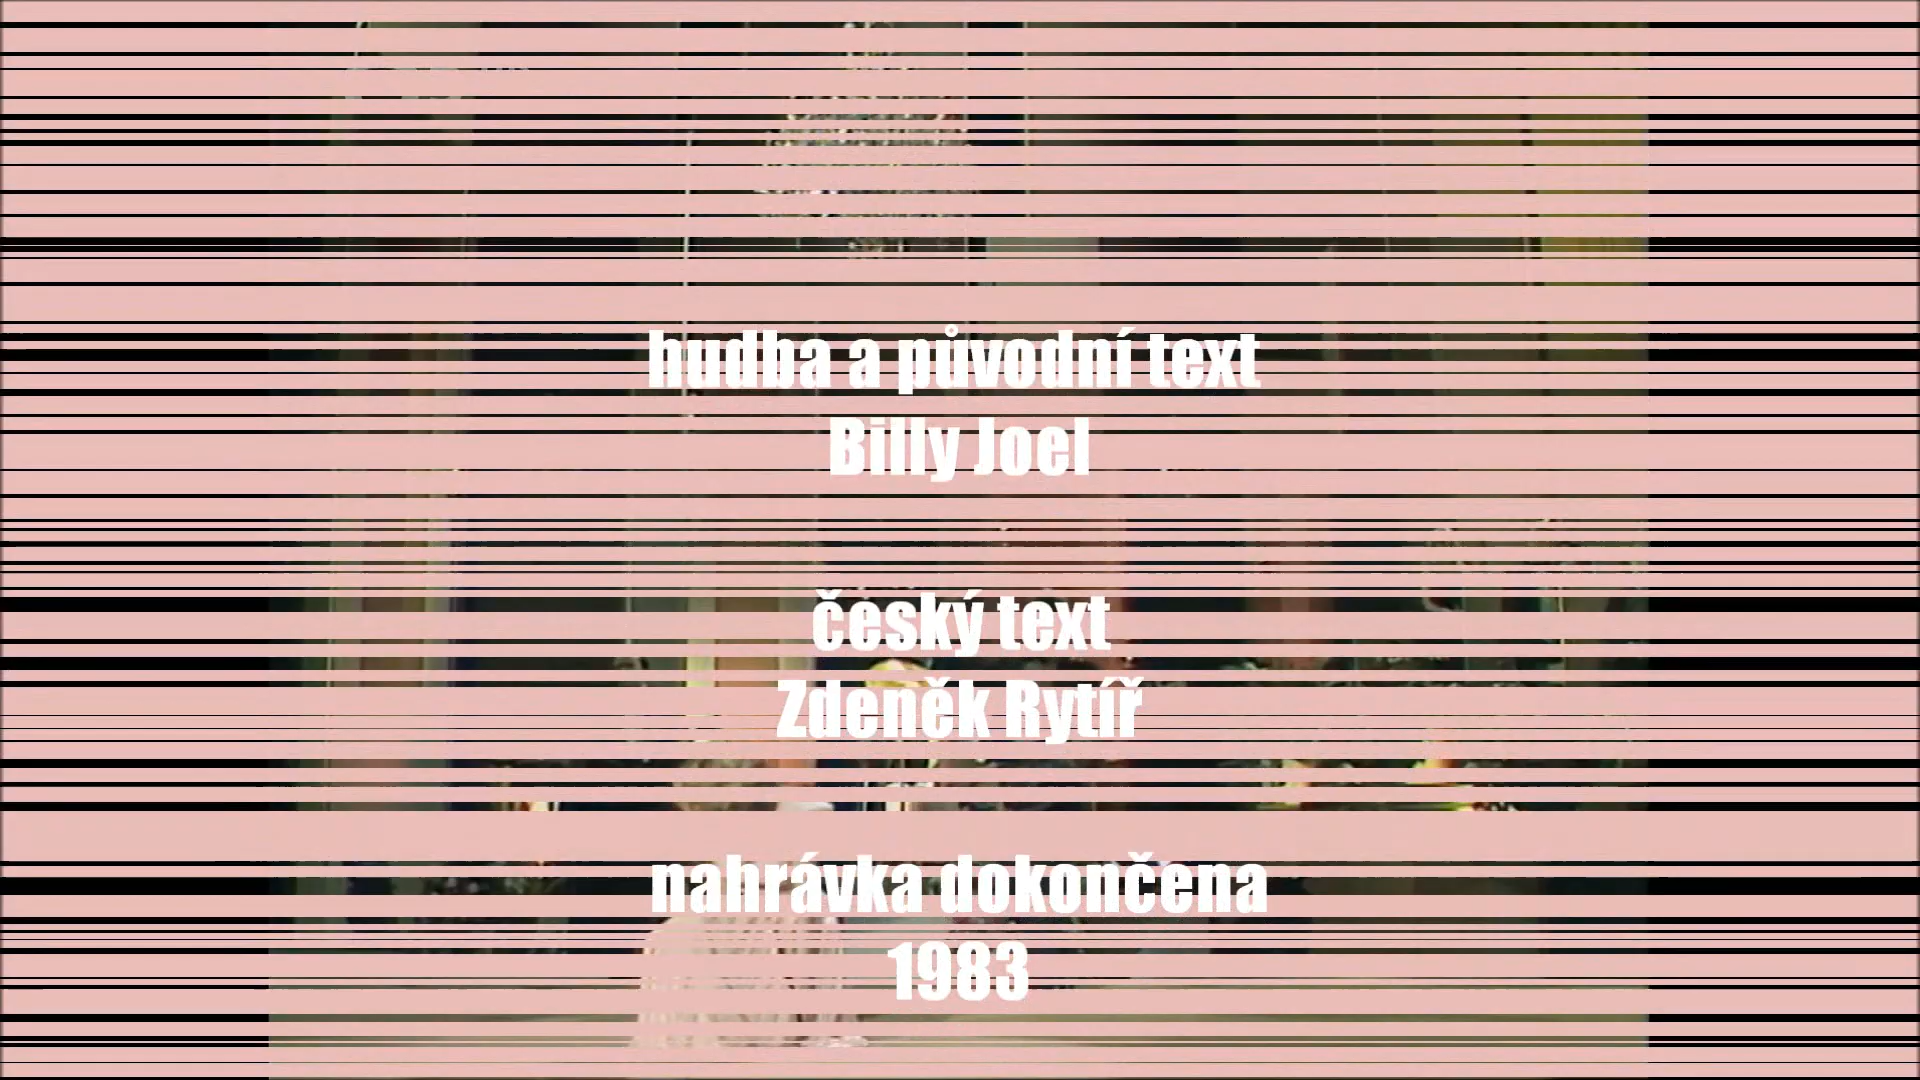 hudba a původní text
Billy Joel
český text
Zdeněk Rytíř
nahrávka dokončena
1983